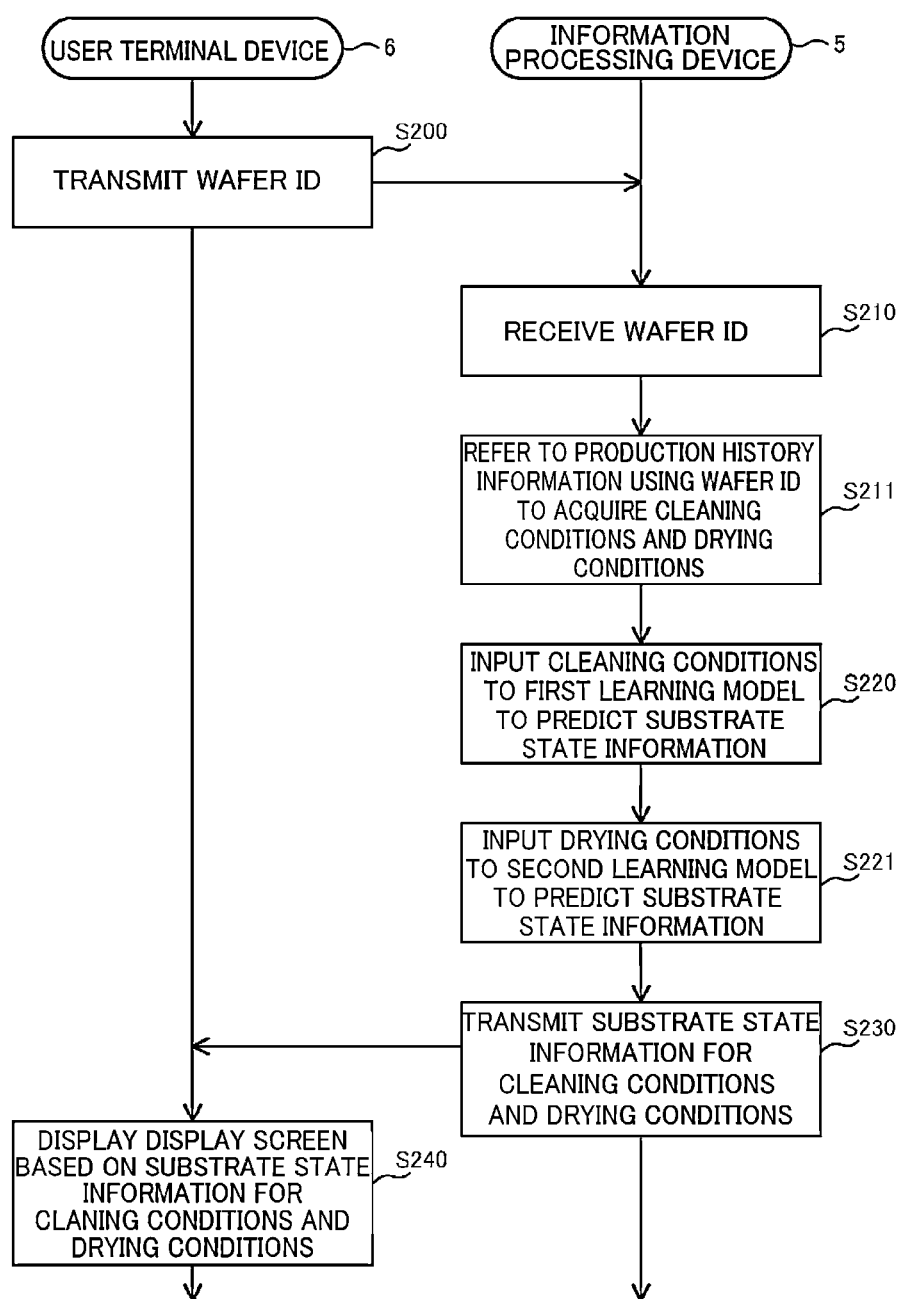 USER TERMINAL DEVICE
6
INFORMATION
PROCESSING DEVICE
5
S200
TRANSMIT WAFER ID
S210
RECEIVE WAFER ID
REFER TO PRODUCTION HISTORY
INFORMATION USING WAFER ID
TO ACQUIRE CLEANING
CONDITIONS AND DRYING
CONDITIONS
S211
INPUT CLEANING CONDITIONS
TO FIRST LEARNING MODEL
TO PREDICT SUBSTRATE
STATE INFORMATION
S220
INPUT DRYING CONDITIONS
TO SECOND LEARNING MODEL
TO PREDICT SUBSTRATE
STATE INFORMATION
S221
TRANSMIT SUBSTRATE STATE
INFORMATION FOR
CLEANING CONDITIONS
AND DRYING CONDITIONS
S230
DISPLAY DISPLAY SCREEN
BASED ON SUBSTRATE STATE
INFORMATION FOR
CLANING CONDITIONS AND
DRYING CONDITIONS
S240